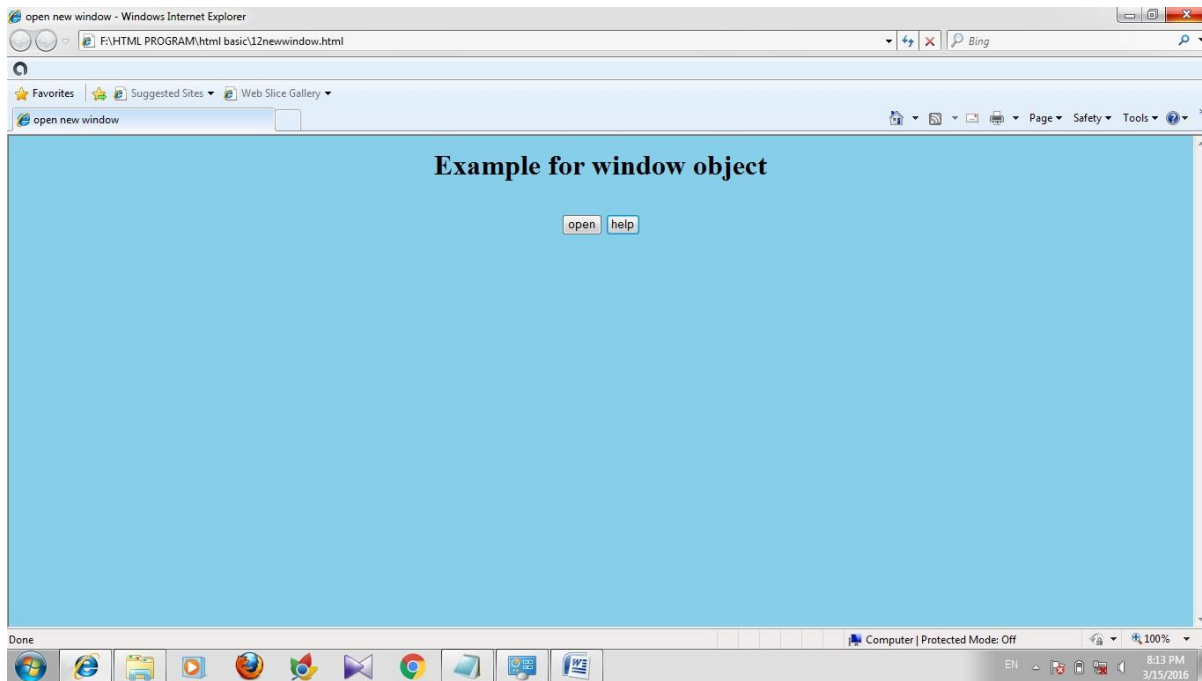 open new window - Windows Internet Explorer
F:\HTML PROGRAM\html basic\12newwindow.html
Bing
Favorites Suggested Sites Web Slice Gallery
open new window Page Safety Tools
Example for window object
open help
Done Computer | Protected Mode: Off 100%
EN 8:13 PM
3/15/2016